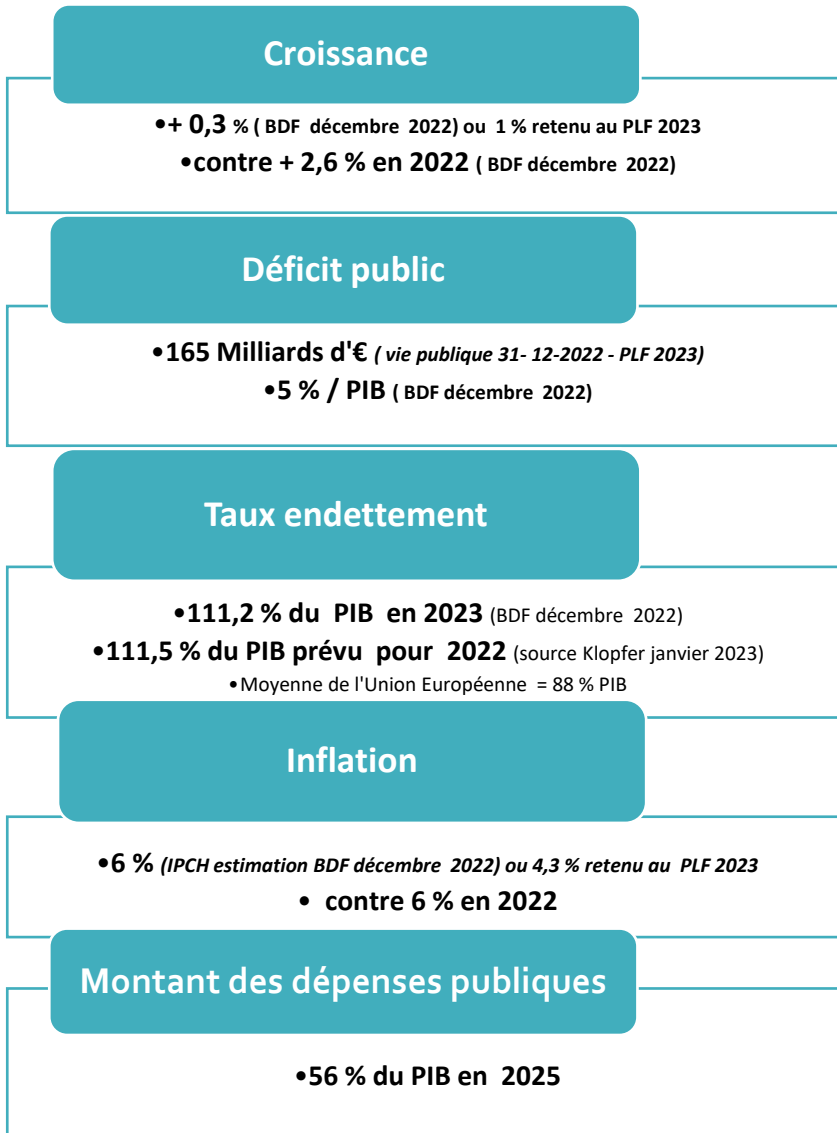 Croissance
•+ 0,3 % ( BDF décembre 2022) ou 1 % retenu au PLF 2023
•contre + 2,6 % en 2022 ( BDF décembre 2022)
Déficit public
•165 Milliards d'€ ( vie publique 31- 12-2022 - PLF 2023)
•5 % / PIB ( BDF décembre 2022)
Taux endettement
•111,2 % du PIB en 2023 (BDF décembre 2022)
•111,5 % du PIB prévu pour 2022 (source Klopfer janvier 2023)
•Moyenne de l'Union Européenne = 88 % PIB
Inflation
•6 % (IPCH estimation BDF décembre 2022) ou 4,3 % retenu au PLF 2023
• contre 6 % en 2022
Montant des dépenses publiques
•56 % du PIB en 2025